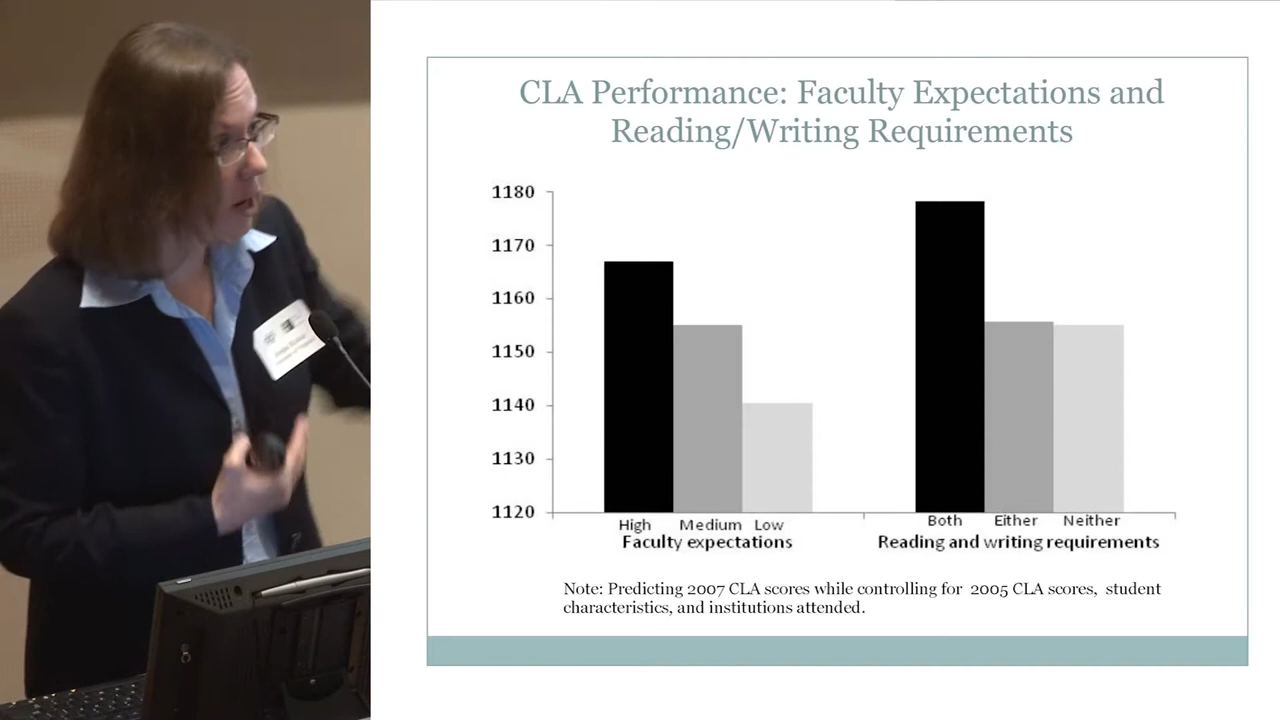 CLA Performance: Faculty Expectations and
Reading/Writing Requirements
1180
1170
1160
1150
1140
1130
1120
High Medium Low
Faculty expectations
Both Either Neither
Reading and writing requirements
Note: Predicting 2007 CLA scores while controlling for 2005 CLA scores, student
characteristics, and institutions attended.